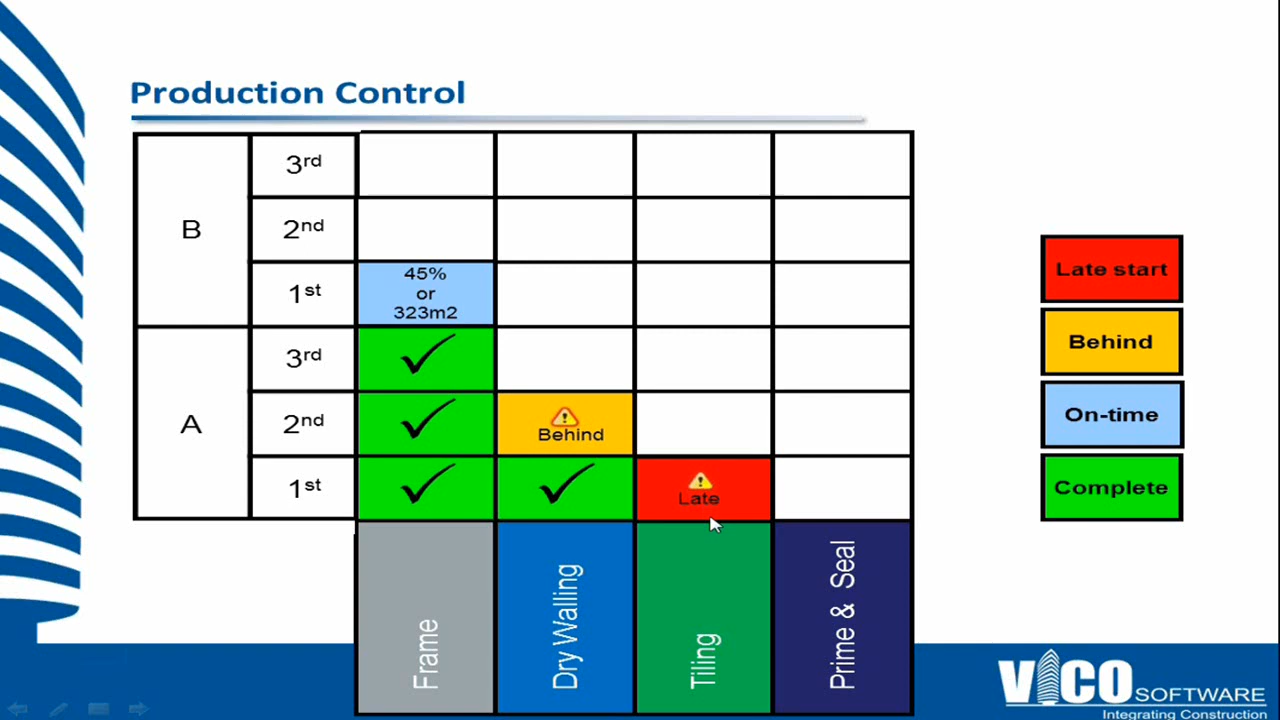 Production Control
B
3rd
2nd
1st
45%
or
323m2
A
3rd
2nd
Behind
1st
Late
Frame
Dry Walling
Tiling
Prime & Seal
Late start
Behind
On-time
Complete
VICO SOFTWARE
Integrating Construction